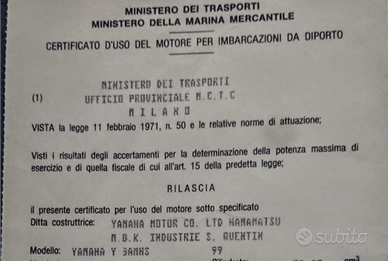 MINISTERO DEI TRASPORTI
MINISTERO DELLA MARINA MERCANTILE
CERTIFICATO D'USO DEL MOTORE PER IMBARCAZIONI DA DIPORTO
MINISTERO DEI TRASPORTI
(1) UFFICIO PROVINCIALE M.C.T.C
MILANO
VISTA la legge 11 febbraio 1971, n. 50 e le relative norme di attuazione;
Visti i risultati degli accertamenti per la determinazione della potenza massima di
esercizio e di quella fiscale di cui all'art. 15 della predetta legge;
RILASCIA
il presente certificato per l'uso del motore sotto specificato
Ditta costruttrice: YAMAHA MOTOR CO. LTD HAMAMATSU
M.B.K. INDUSTRIE S. QUENTIN
Modello: YAMAHA Y 3AMHS 99
cm³
subito